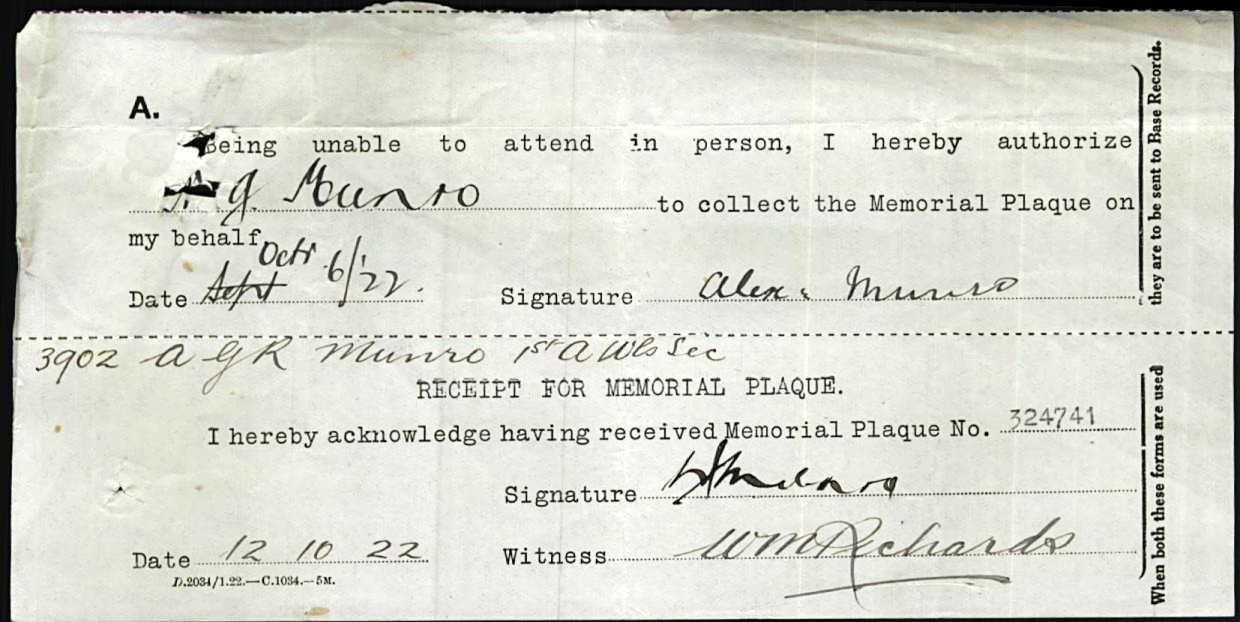 A.
Being unable to attend in person, I hereby authorize
J. Munro to collect the Memorial Plaque on
my behalf
Octr 6/'22.
Date Sept Signature Alex. Munro
3902 A G R Munro 1st A Wls Sec
RECEIPT FOR MEMORIAL PLAQUE.
I hereby acknowledge having received Memorial Plaque No. 324741
Signature
Date 12 10 22 Witness Wm Richards
D.2034/1.22.—C.1034.—5M.
When both these forms are used
they are to be sent to Base Records.